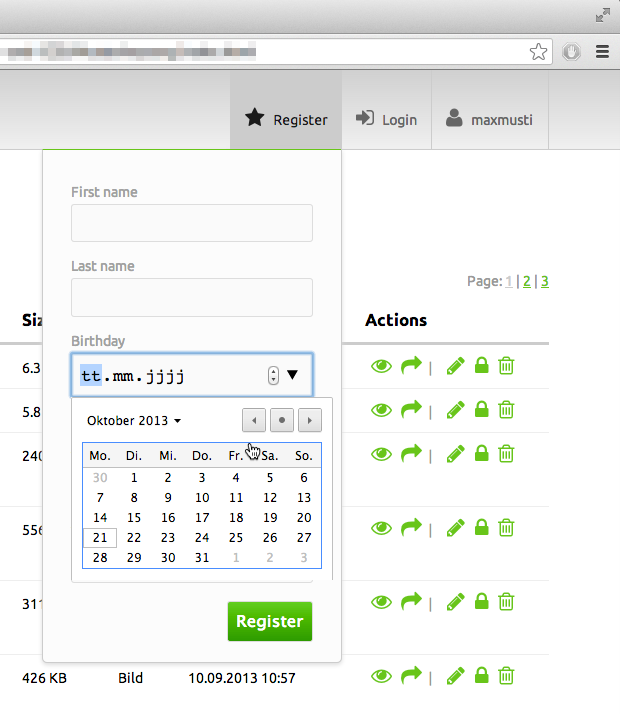 Register
Login
maxmusti
First name
Last name
Page: 1 | 2 | 3
Actions
Birthday
tt.mm.jjjj
6.3
5.8
240
556
311
Oktober 2013
Mo. Di. Mi. Do. Fr. Sa. So.
30 1 2 3 4 5 6
7 8 9 10 11 12 13
14 15 16 17 18 19 20
21 22 23 24 25 26 27
28 29 30 31 1 2 3
Register
426 KB Bild 10.09.2013 10:57